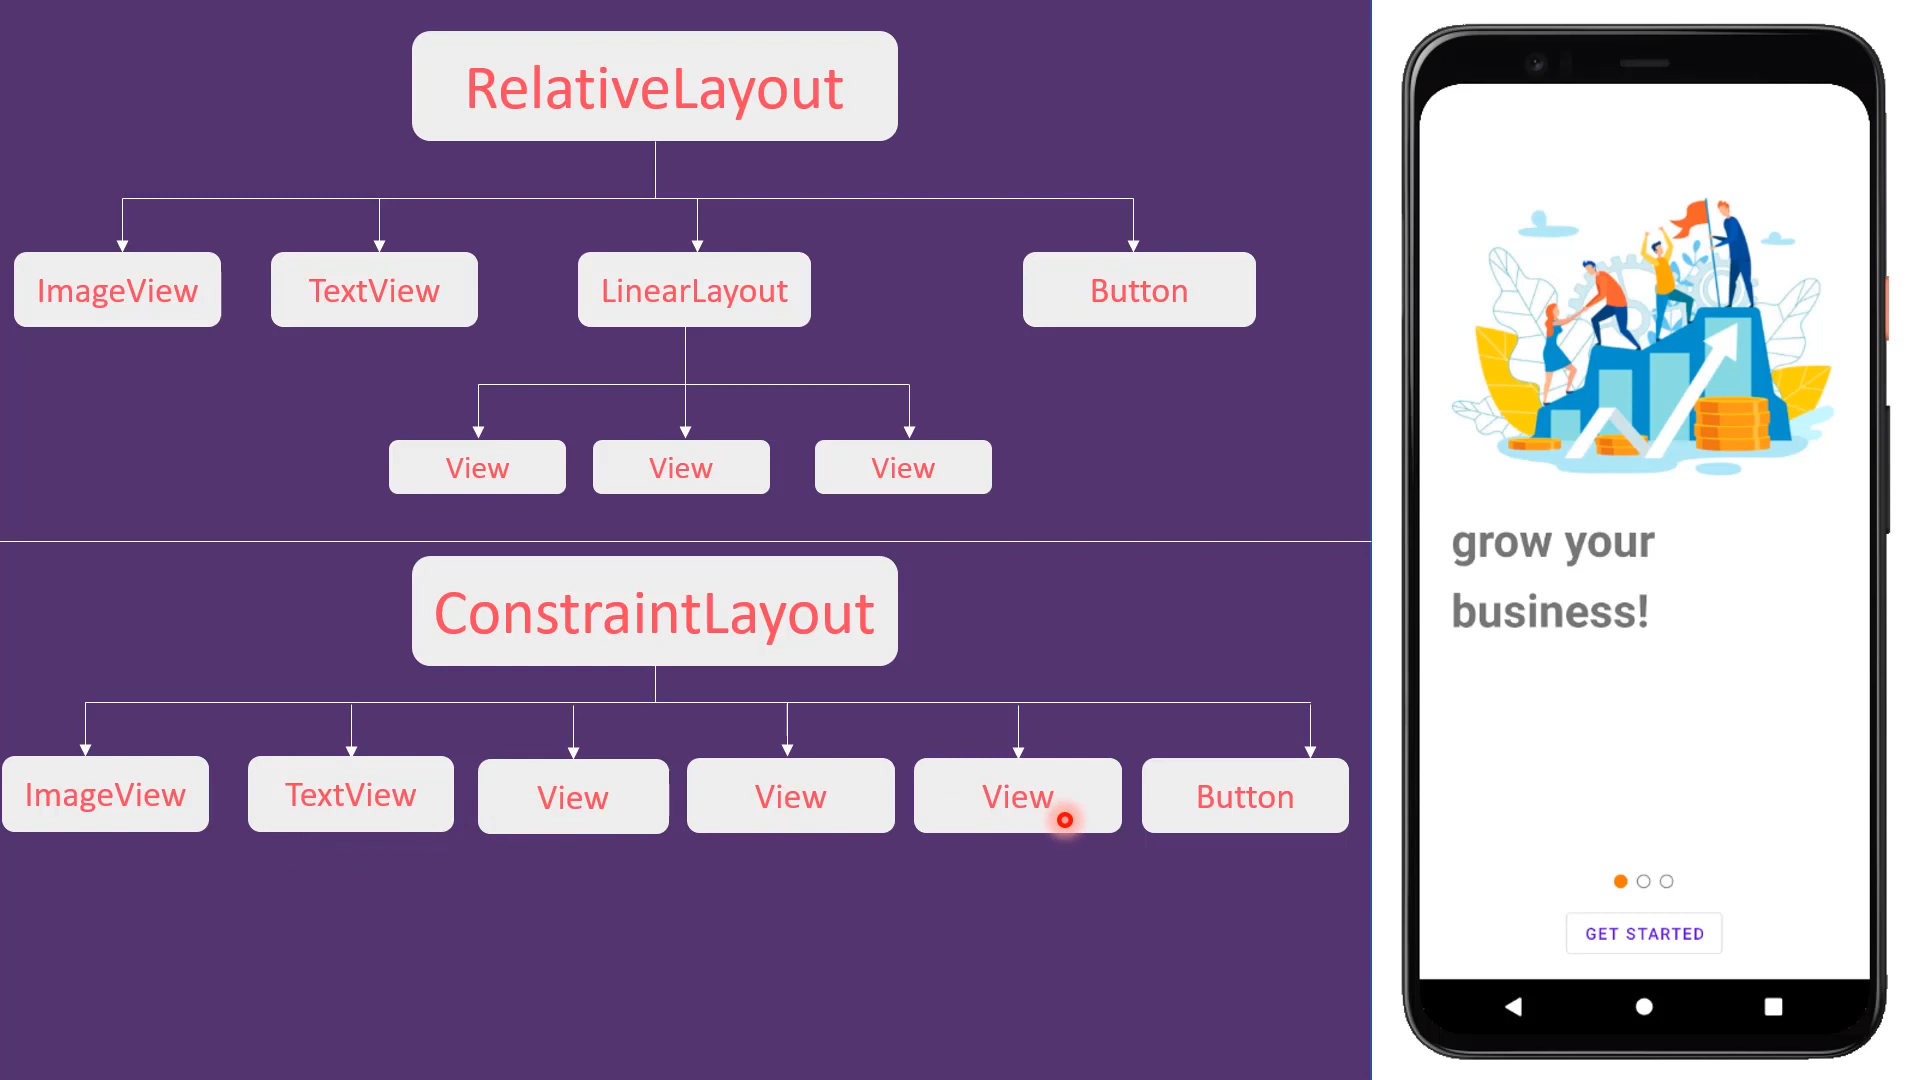 RelativeLayout
ImageView
TextView
LinearLayout
Button
View
View
View
ConstraintLayout
ImageView
TextView
View
View
View
Button
grow your
business!
GET STARTED